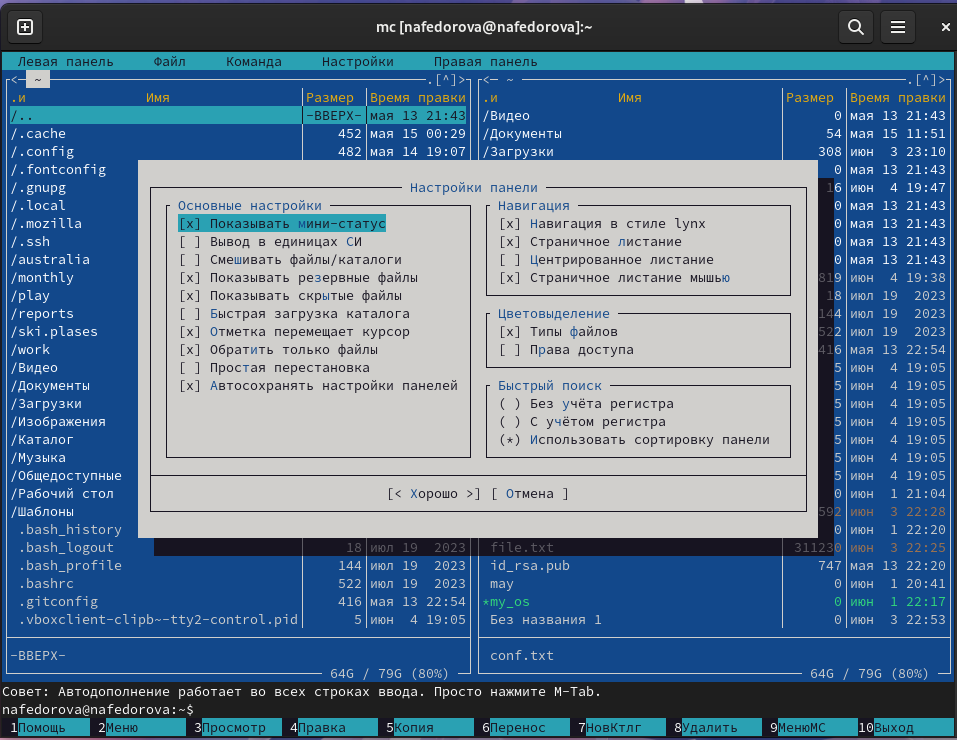 mc [nafedorova@nafedorova]:~
Левая панель Файл Команда Настройки Правая панель
<— ~ .[^]> <— ~ .[^]>
.и Имя Размер Время правки .и Имя Размер Время правки
/.. -ВВЕРХ- мая 13 21:43 /Видео 0 мая 13 21:43
/.cache 452 мая 15 00:29 /Документы 54 мая 15 11:51
/.config 482 мая 14 19:07 /Загрузки 308 июн 3 23:10
/.fontconfig 0 мая 13 21:43
/.gnupg Настройки панели 16 июн 4 19:47
/.local Основные настройки Навигация 0 мая 13 21:43
/.mozilla [x] Показывать мини-статус [x] Навигация в стиле lynx 0 мая 13 21:43
/.ssh [ ] Вывод в единицах СИ [x] Страничное листание 0 мая 13 21:43
/australia [ ] Смешивать файлы/каталоги [ ] Центрированное листание 0 мая 13 21:43
/monthly [x] Показывать резервные файлы [x] Страничное листание мышью 819 июн 4 19:38
/play [x] Показывать скрытые файлы 18 июл 19 2023
/reports [ ] Быстрая загрузка каталога Цветовыделение 144 июл 19 2023
/ski.plases [x] Отметка перемещает курсор [x] Типы файлов 522 июл 19 2023
/work [x] Обратить только файлы [ ] Права доступа 416 мая 13 22:54
/Видео [ ] Простая перестановка 5 июн 4 19:05
/Документы [x] Автосохранять настройки панелей Быстрый поиск 5 июн 4 19:05
/Загрузки ( ) Без учёта регистра 5 июн 4 19:05
/Изображения ( ) С учётом регистра 5 июн 4 19:05
/Каталог (*) Использовать сортировку панели 5 июн 4 19:05
/Музыка 5 июн 4 19:05
/Общедоступные 5 июн 4 19:05
/Рабочий стол [< Хорошо >] [ Отмена ] 0 июн 1 21:04
/Шаблоны 592 июн 3 22:28
.bash_history 0 июн 1 22:20
.bash_logout 18 июл 19 2023 file.txt 311230 июн 3 22:25
.bash_profile 144 июл 19 2023 id_rsa.pub 747 мая 13 22:20
.bashrc 522 июл 19 2023 may 0 июн 1 20:41
.gitconfig 416 мая 13 22:54 *my_os 0 июн 1 22:17
.vboxclient-clipb~-tty2-control.pid 5 июн 4 19:05 Без названия 1 0 июн 3 22:53
-ВВЕРХ- conf.txt
64G / 79G (80%) 64G / 79G (80%)
Совет: Автодополнение работает во всех строках ввода. Просто нажмите M-Tab.
nafedorova@nafedorova:~$
1Помощь 2Меню 3Просмотр 4Правка 5Копия 6Перенос 7НовКтлг 8Удалить 9МенюМС 10Выход